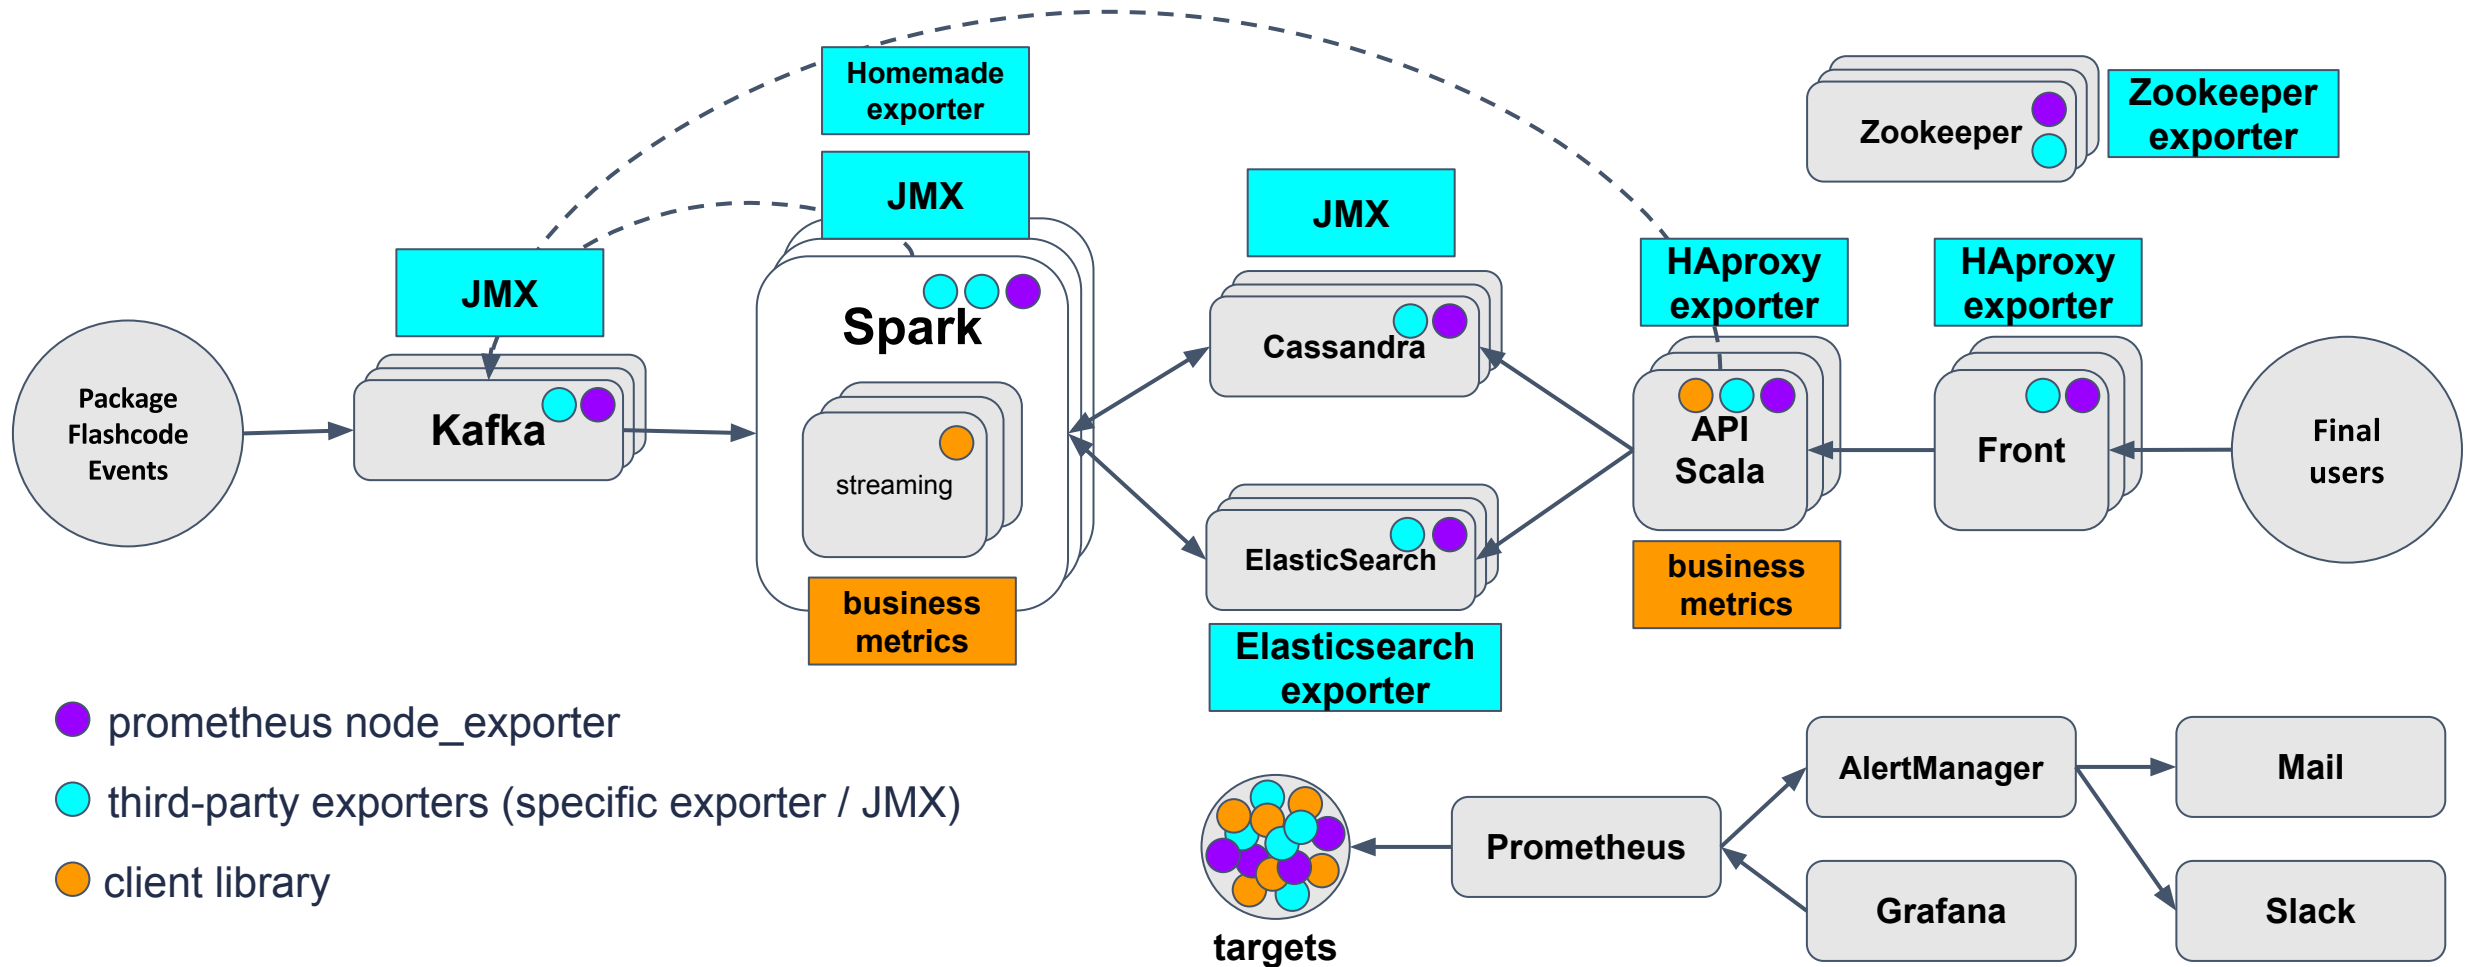 Homemade
exporter
JMX
JMX
JMX
Zookeeper
Zookeeper
exporter
HAproxy
exporter
HAproxy
exporter
Package
Flashcode
Events
Kafka
Spark
streaming
business
metrics
Cassandra
ElasticSearch
Elasticsearch
exporter
API
Scala
business
metrics
Front
Final
users
prometheus node_exporter
third-party exporters (specific exporter / JMX)
client library
targets
Prometheus
AlertManager
Grafana
Mail
Slack